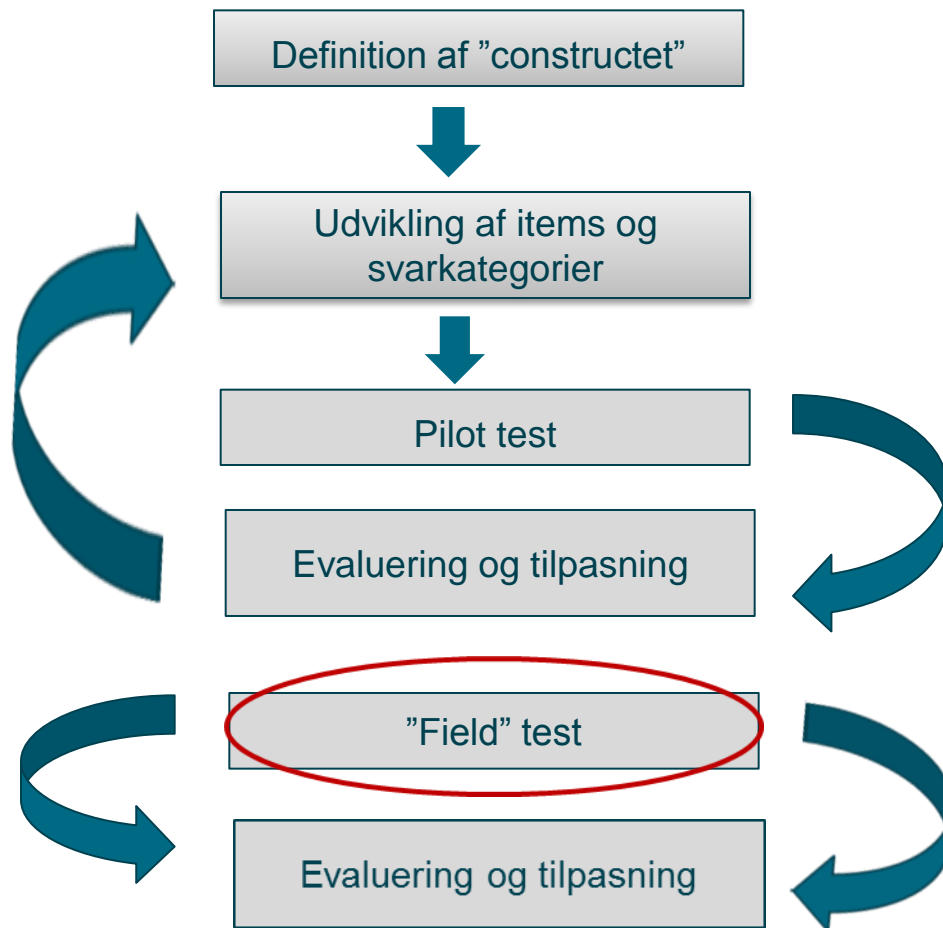 Definition af ”constructet”
Udvikling af items og
svarkategorier
Pilot test
Evaluering og tilpasning
”Field” test
Evaluering og tilpasning